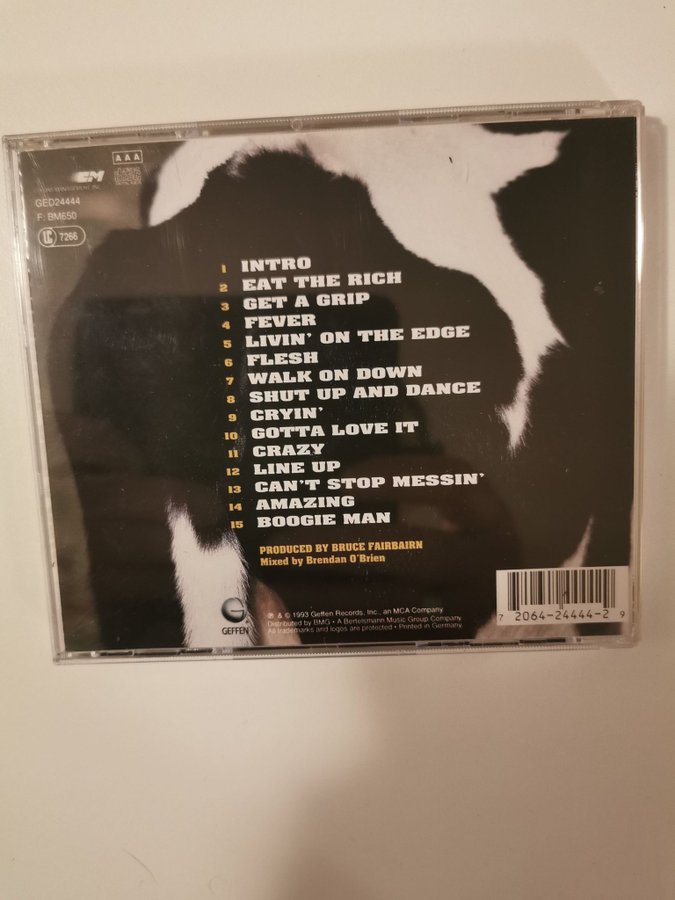 AAA
GED24444
F: BM650
LC 7266
1 INTRO
2 EAT THE RICH
3 GET A GRIP
4 FEVER
5 LIVIN' ON THE EDGE
6 FLESH
7 WALK ON DOWN
8 SHUT UP AND DANCE
9 CRYIN'
10 GOTTA LOVE IT
11 CRAZY
12 LINE UP
13 CAN'T STOP MESSIN'
14 AMAZING
15 BOOGIE MAN
PRODUCED BY BRUCE FAIRBAIRN
Mixed by Brendan O'Brien
GEFFEN
℗ & © 1993 Geffen Records, Inc., an MCA Company
Distributed by BMG • A Bertelsmann Music Group Company
All trademarks and logos are protected • Printed in Germany
7 2064-24444-2 9